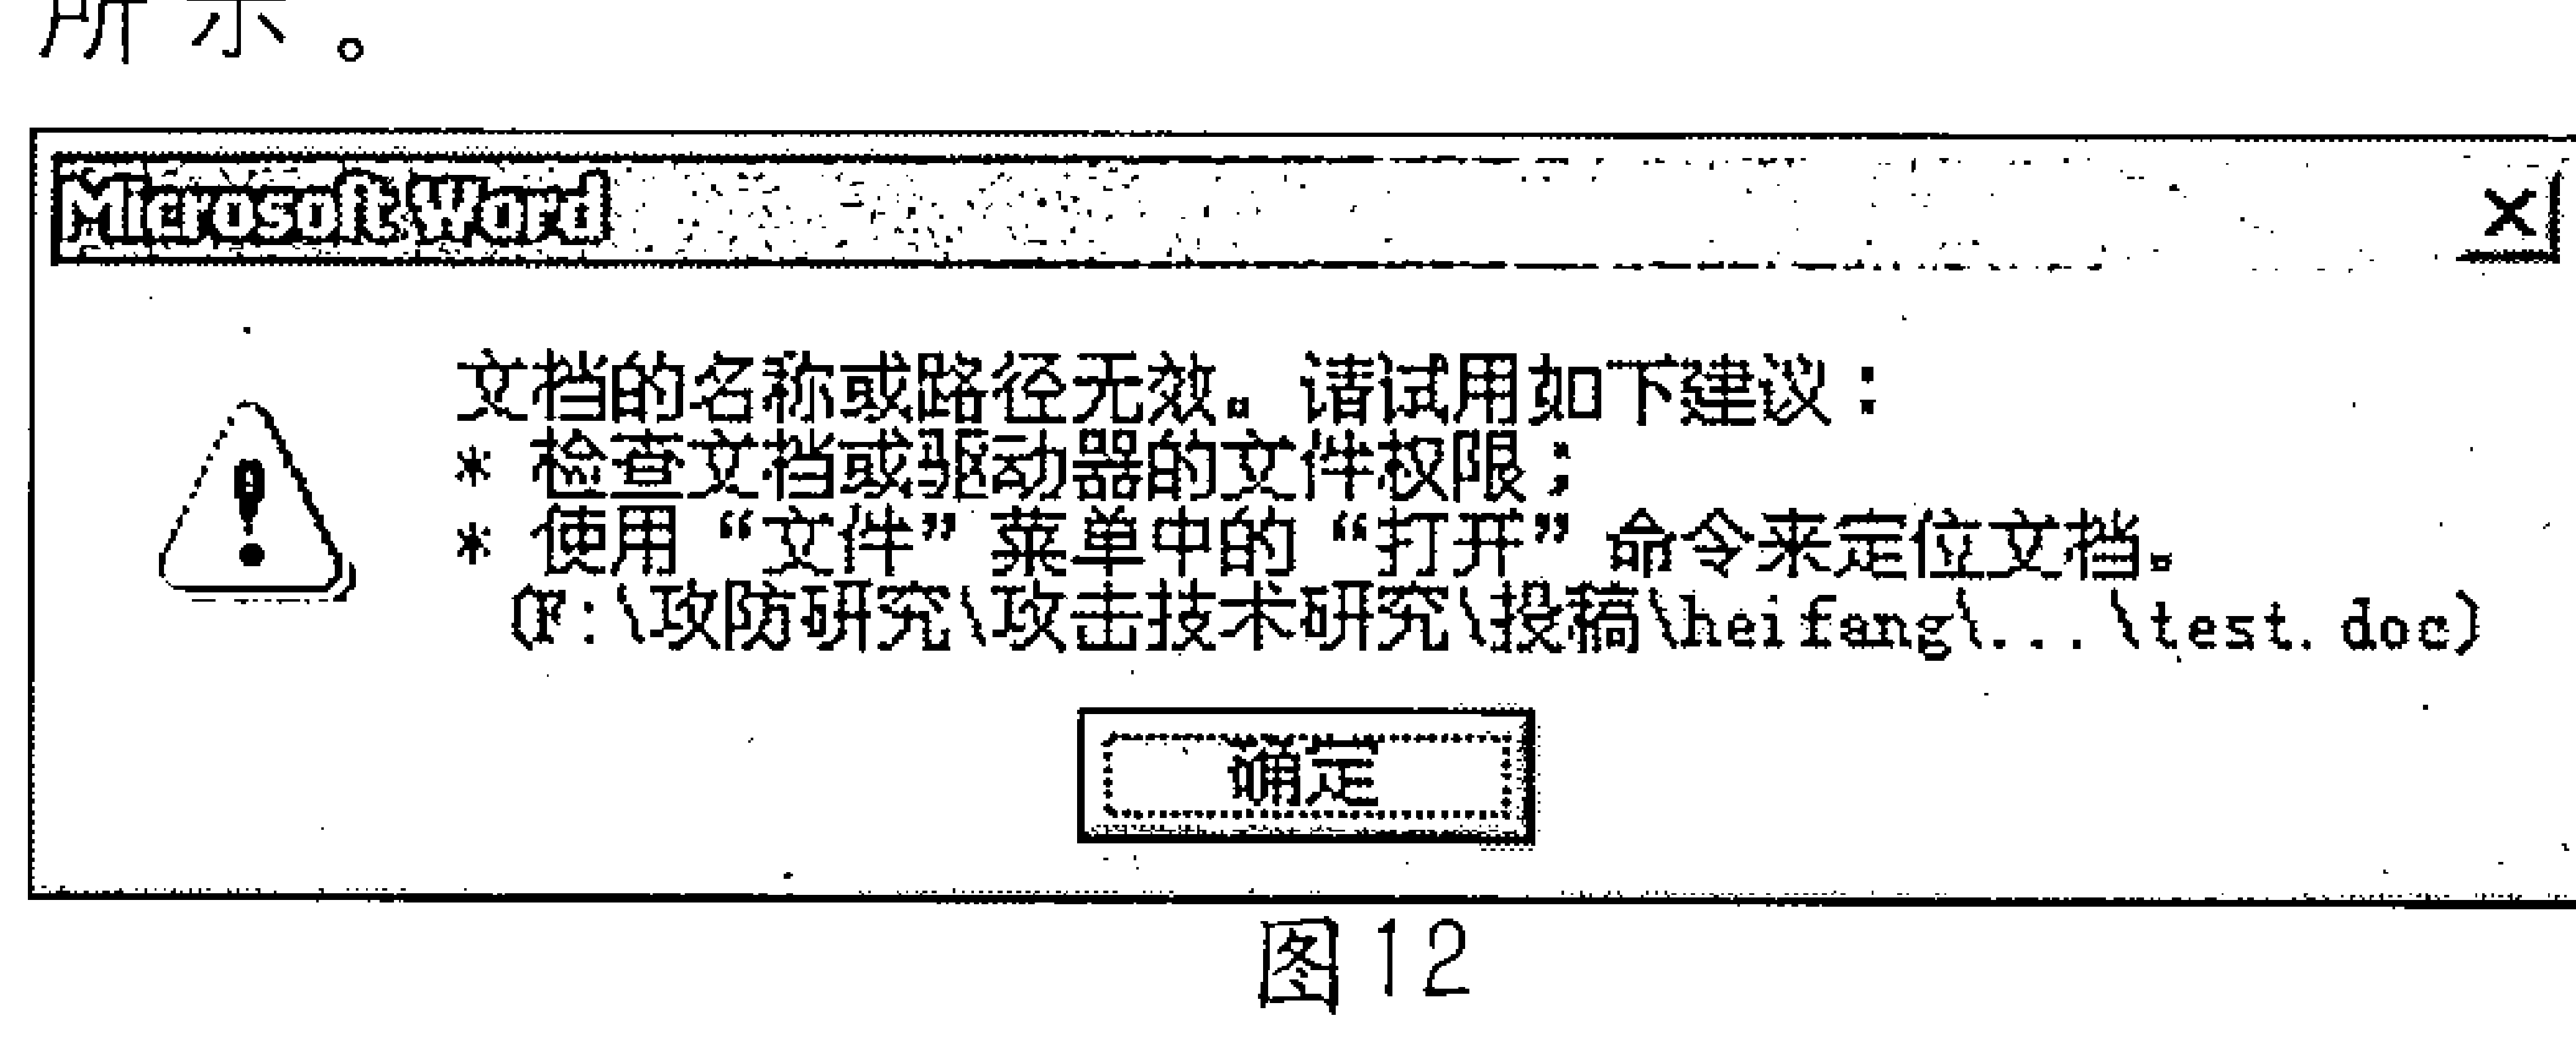 所示。
Microsoft Word
文档的名称或路径无效。请试用如下建议：
* 检查文档或驱动器的文件权限；
* 使用“文件”菜单中的“打开”命令来定位文档。
(F:\攻防研究\攻击技术研究\投稿\heifang\...\test.doc)
确定
图12